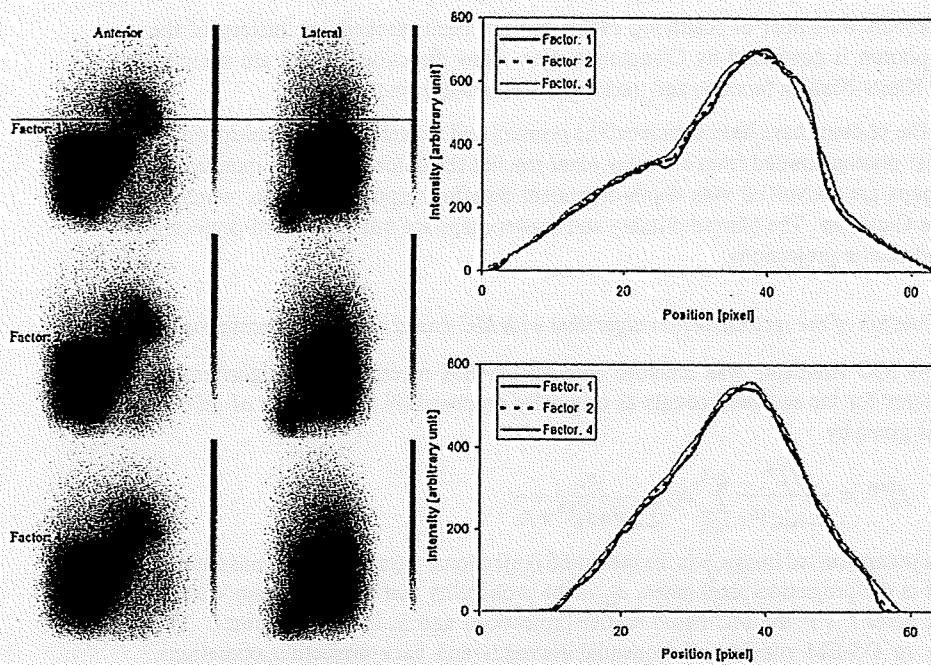 Anterior
Lateral
Factor: 1
Factor: 2
Factor: 4
800
600
400
200
0
Intensity [arbitrary unit]
Factor. 1
Factor 2
Factor. 4
0
20
40
60
Position [pixel]
600
400
200
0
Intensity [arbitrary unit]
Factor. 1
Factor 2
Factor. 4
0
20
40
60
Position [pixel]